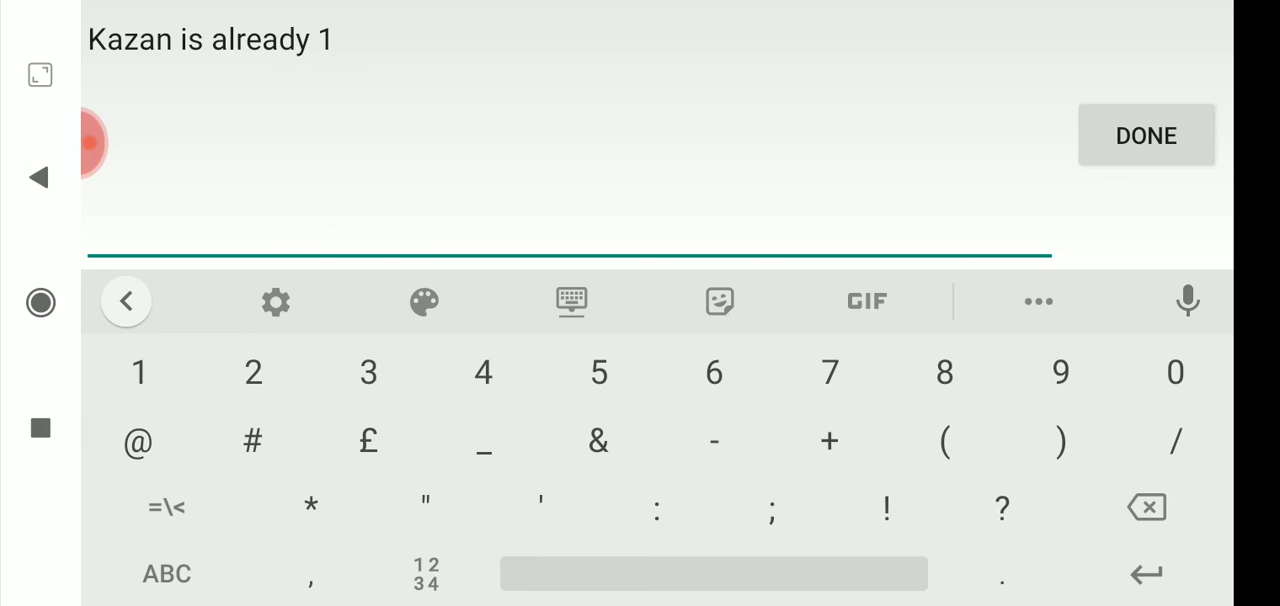 Kazan is already 1
DONE
GIF
1 2 3 4 5 6 7 8 9 0
@ # £ _ & - + ( ) /
=\< * " ' : ; ! ?
ABC , 12 34 .